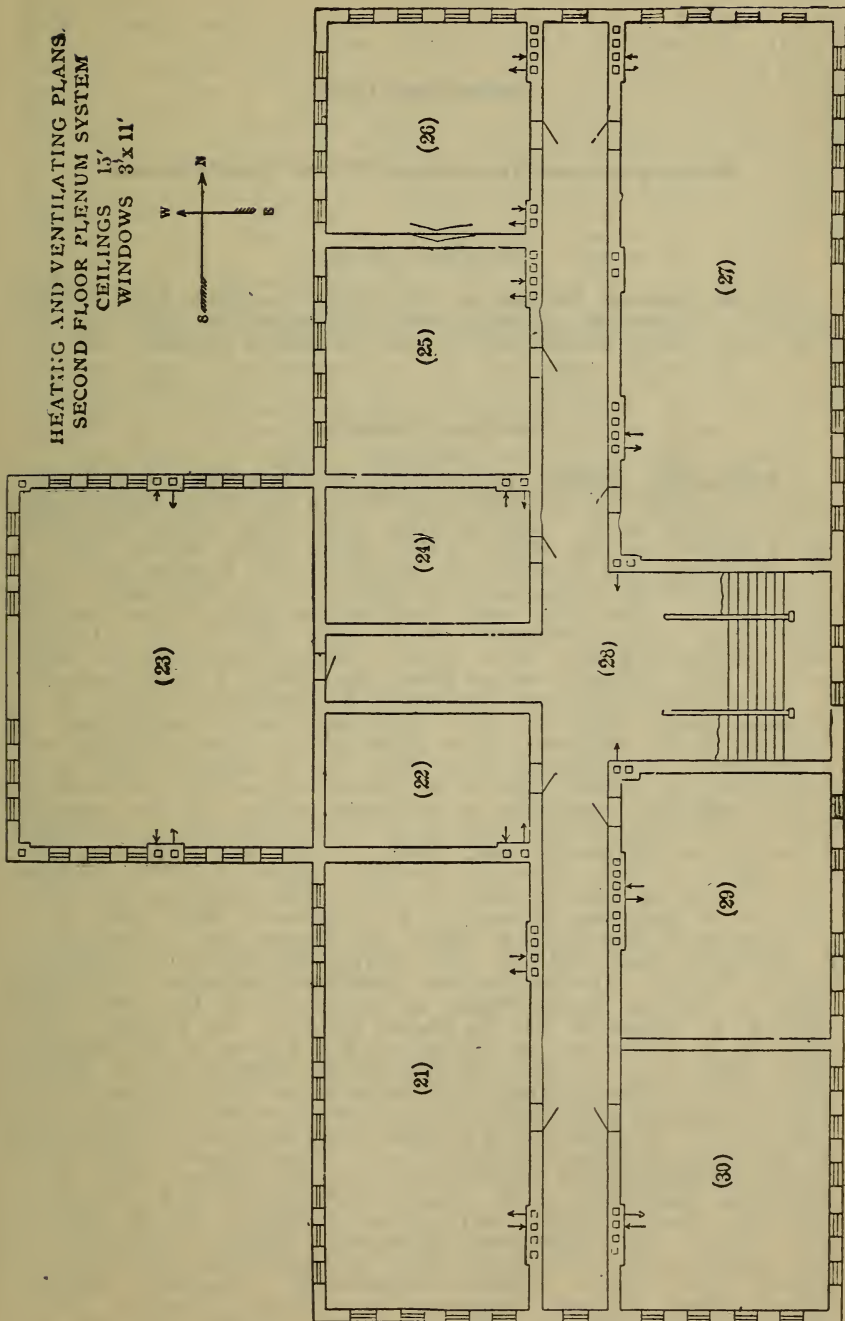 HEATING AND VENTILATING PLANS.
SECOND FLOOR PLENUM SYSTEM
CEILINGS 15'
WINDOWS 3'x 11'
W
S N
E
(26)
(25)
(24)
(23)
(22)
(21)
(27)
(28)
(29)
(30)